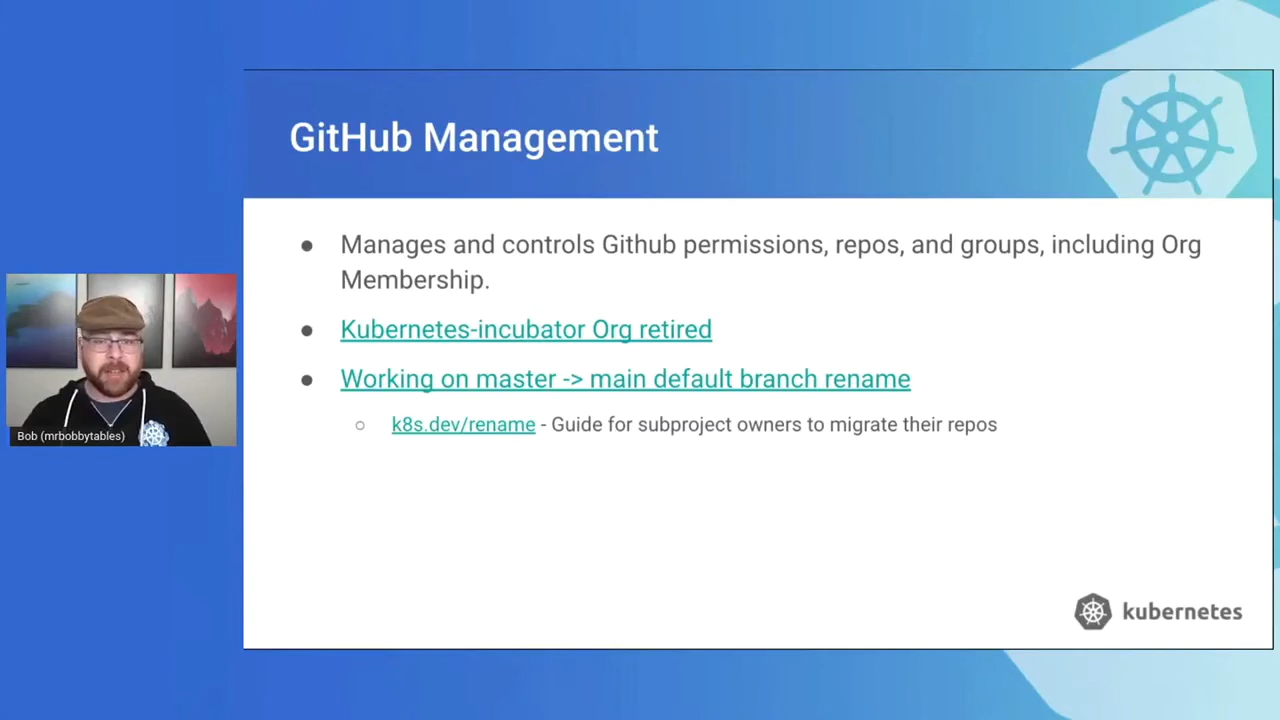 GitHub Management
● Manages and controls Github permissions, repos, and groups, including Org
Membership.
● Kubernetes-incubator Org retired
● Working on master -> main default branch rename
○ k8s.dev/rename - Guide for subproject owners to migrate their repos
Bob (mrbobbytables)
kubernetes